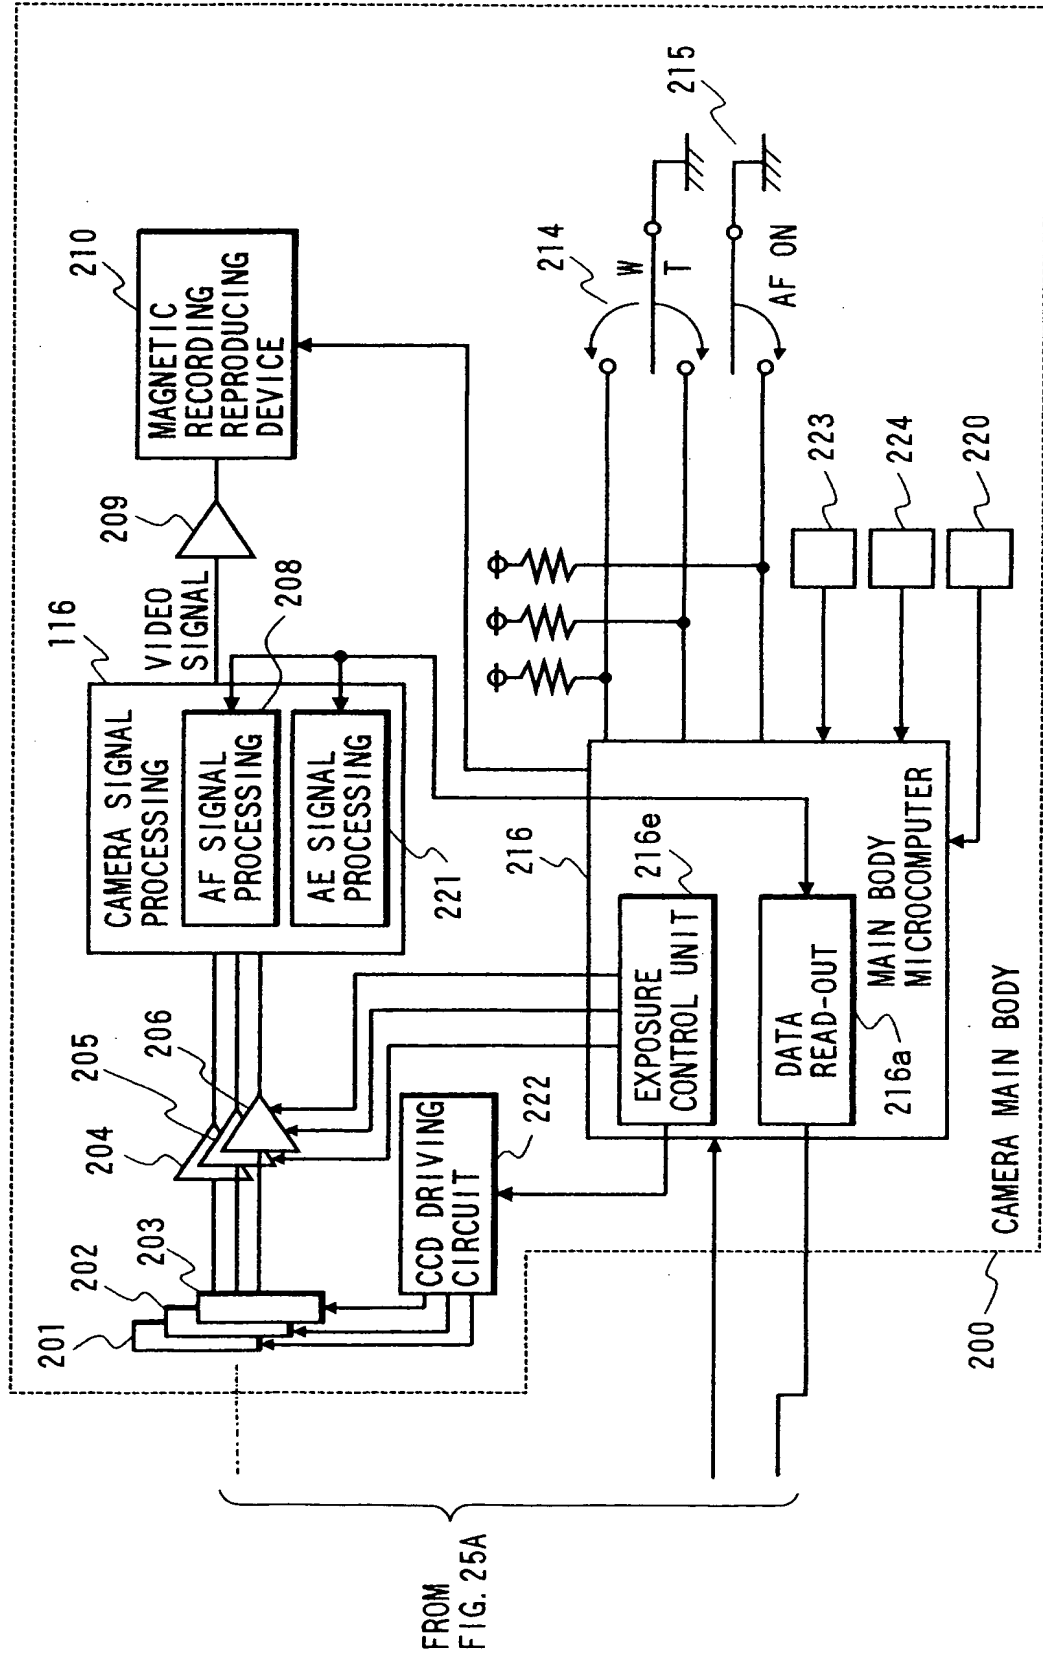 116
210
CAMERA SIGNAL
PROCESSING
VIDEO
SIGNAL
209
MAGNETIC
RECORDING
REPRODUCING
DEVICE
201
202
203
204
205
206
AF SIGNAL
PROCESSING
208
AE SIGNAL
PROCESSING
221
CCD DRIVING
CIRCUIT
222
216
EXPOSURE
CONTROL UNIT
216e
214
W
T
215
AF ON
DATA
READ-OUT
216a
MAIN BODY
MICROCOMPUTER
223
224
220
200
CAMERA MAIN BODY
FROM
FIG. 25A